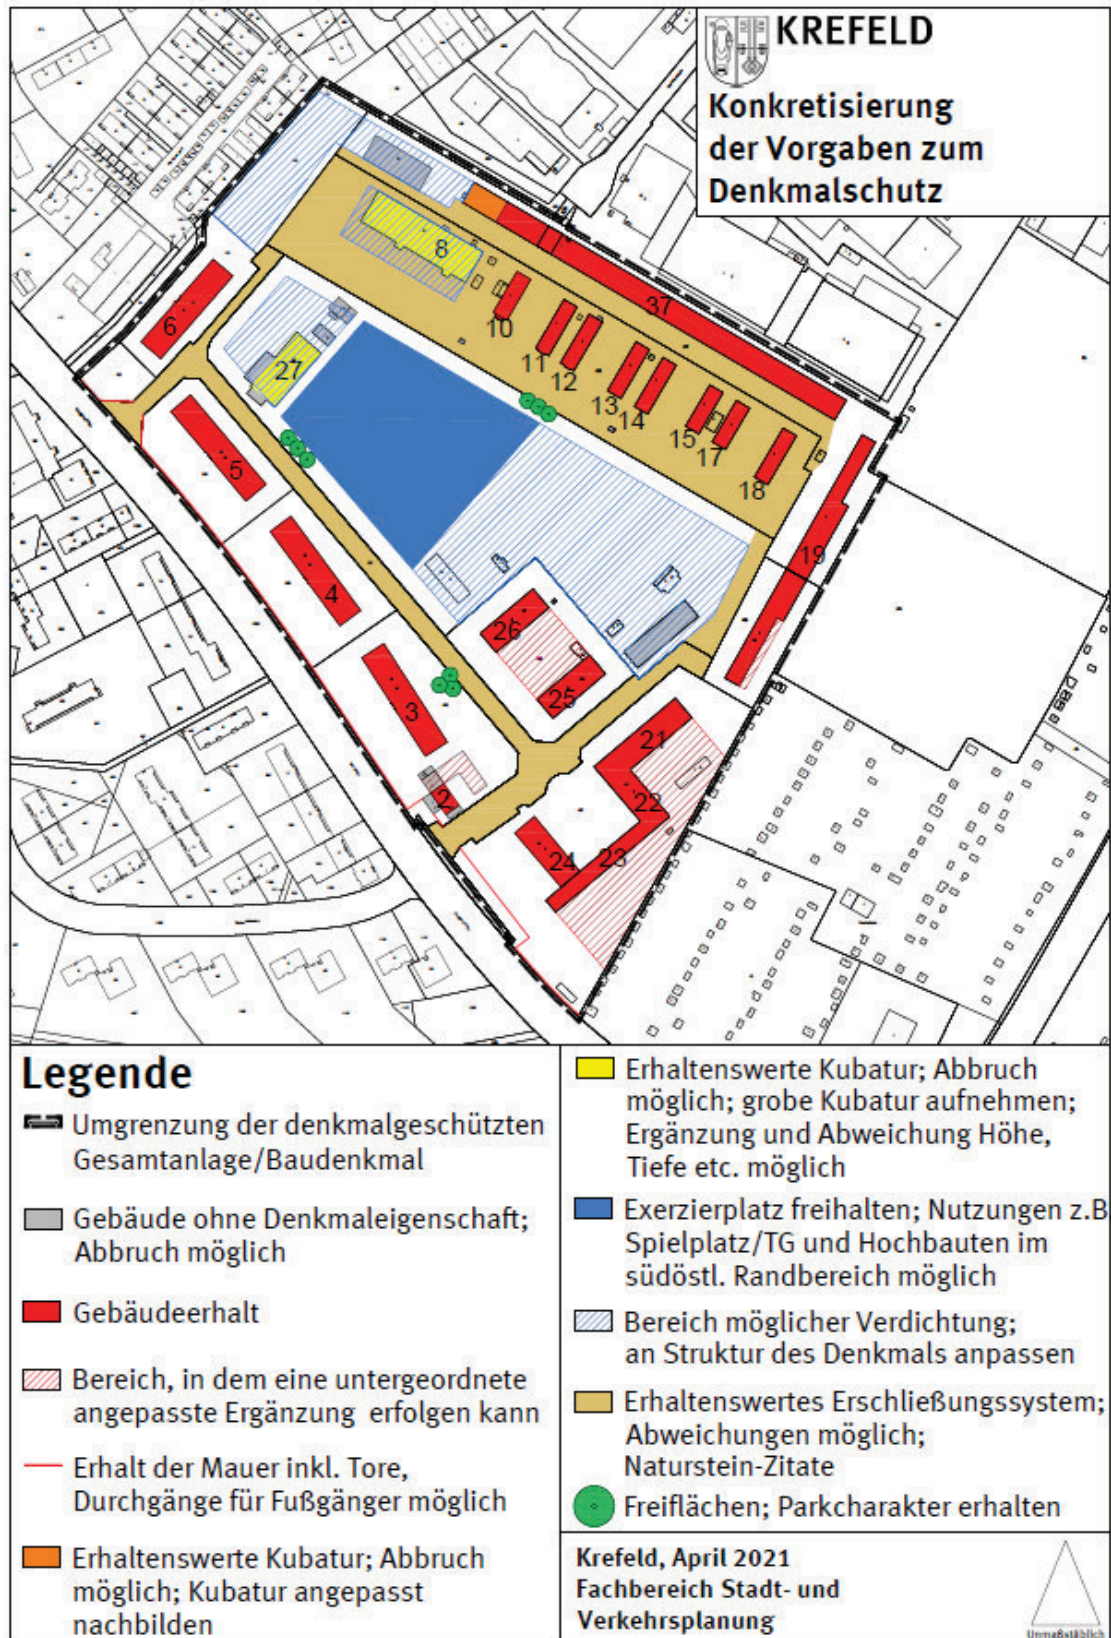 KREFELD
Konkretisierung
der Vorgaben zum
Denkmalschutz
8
37
6
10
11
12
27
13
14
15
17
18
5
19
4
26
3
25
21
2
22
24
23
Legende
Umgrenzung der denkmalgeschützten
Gesamtanlage/Baudenkmal
Gebäude ohne Denkmaleigenschaft;
Abbruch möglich
Gebäudeerhalt
Bereich, in dem eine untergeordnete
angepasste Ergänzung erfolgen kann
Erhalt der Mauer inkl. Tore,
Durchgänge für Fußgänger möglich
Erhaltenswerte Kubatur; Abbruch
möglich; Kubatur angepasst
nachbilden
Erhaltenswerte Kubatur; Abbruch
möglich; grobe Kubatur aufnehmen;
Ergänzung und Abweichung Höhe,
Tiefe etc. möglich
Exerzierplatz freihalten; Nutzungen z.B
Spielplatz/TG und Hochbauten im
südöstl. Randbereich möglich
Bereich möglicher Verdichtung;
an Struktur des Denkmals anpassen
Erhaltenswertes Erschließungssystem;
Abweichungen möglich;
Naturstein-Zitate
Freiflächen; Parkcharakter erhalten
Krefeld, April 2021
Fachbereich Stadt- und
Verkehrsplanung
Unmaßstäblich